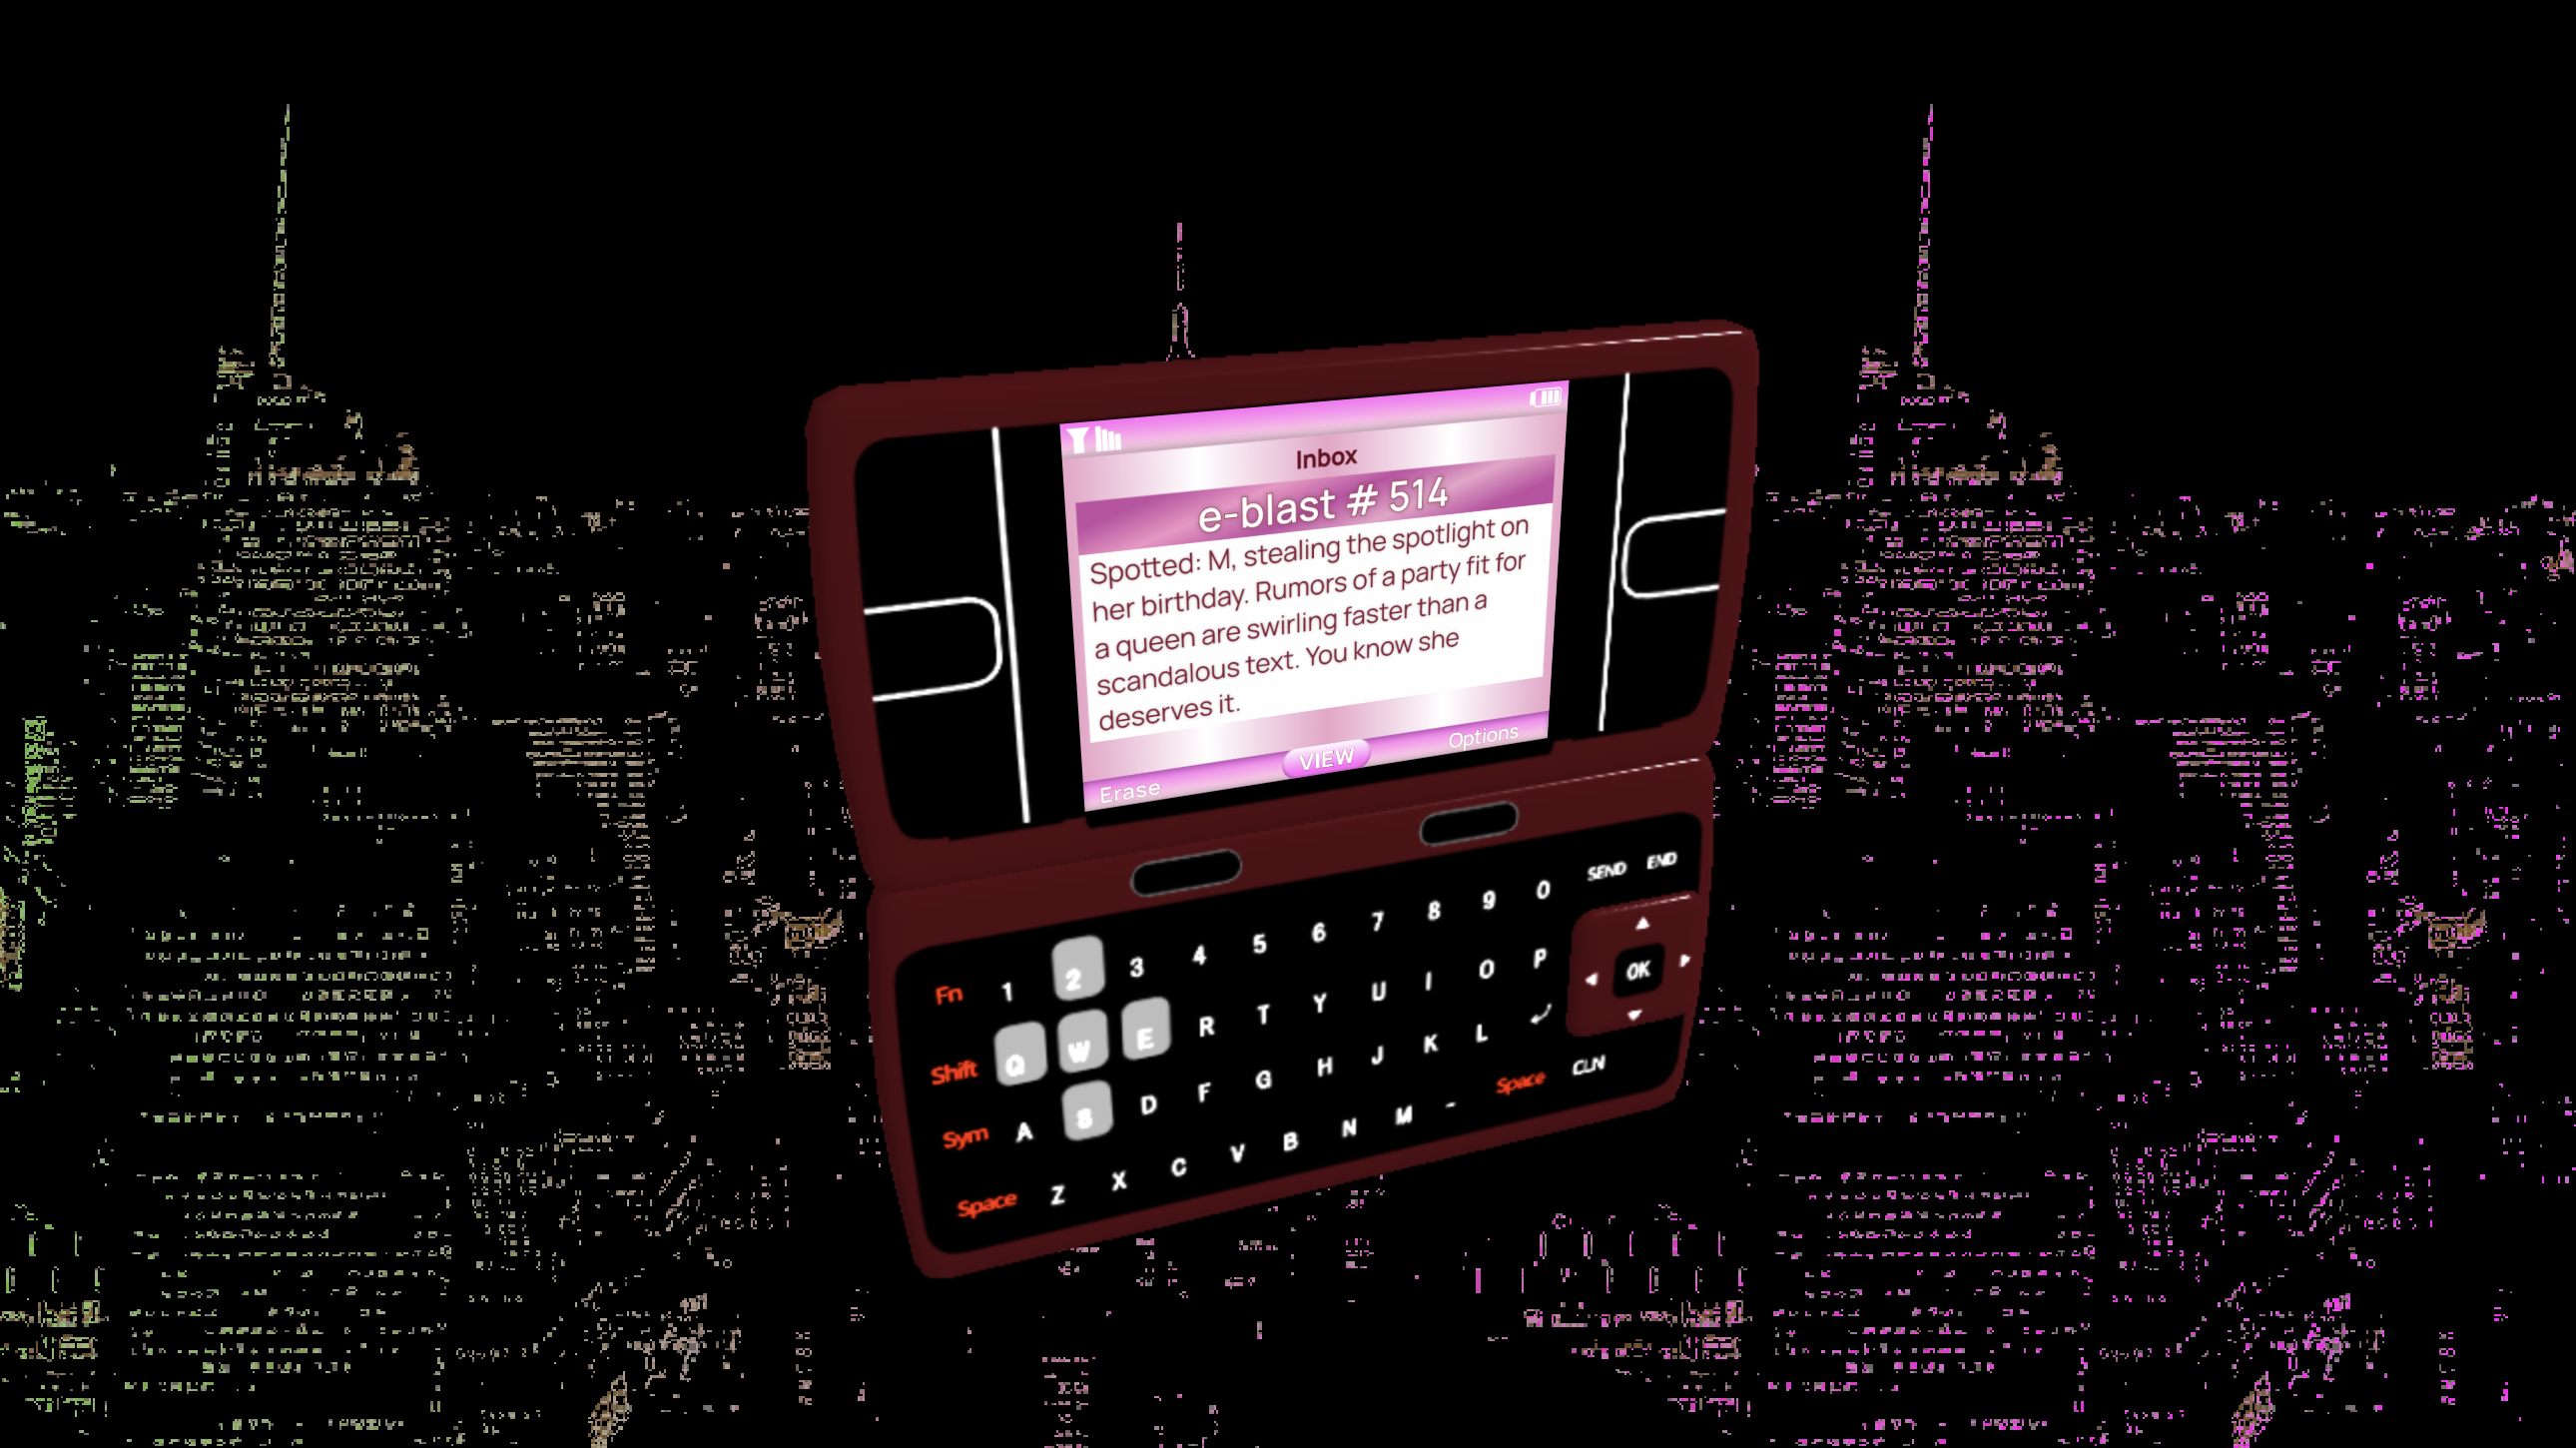 Inbox
e-blast # 514
Spotted: M, stealing the spotlight on
her birthday. Rumors of a party fit for
a queen are swirling faster than a
scandalous text. You know she
deserves it.
Erase VIEW Options
SEND END
Fn 1 2 3 4 5 6 7 8 9 0
Shift Q W E R T Y U I O P
OK
Sym A S D F G H J K L
Space Z X C V B N M - Space CLN